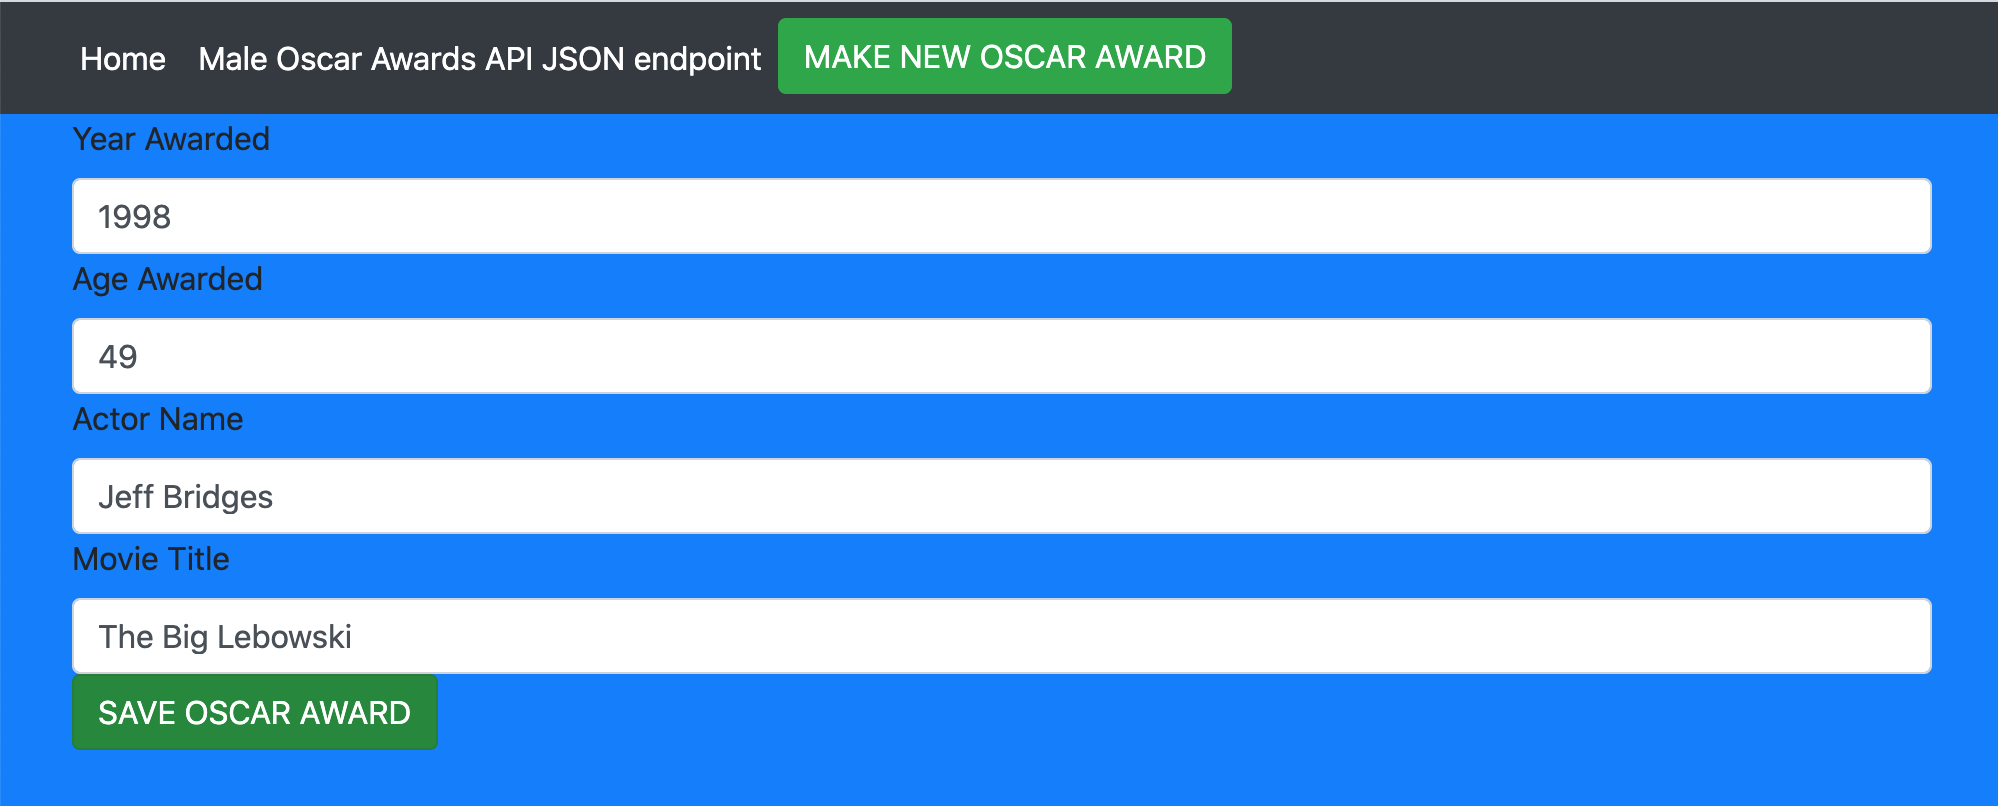 Home Male Oscar Awards API JSON endpoint MAKE NEW OSCAR AWARD
Year Awarded
1998
Age Awarded
49
Actor Name
Jeff Bridges
Movie Title
The Big Lebowski
SAVE OSCAR AWARD